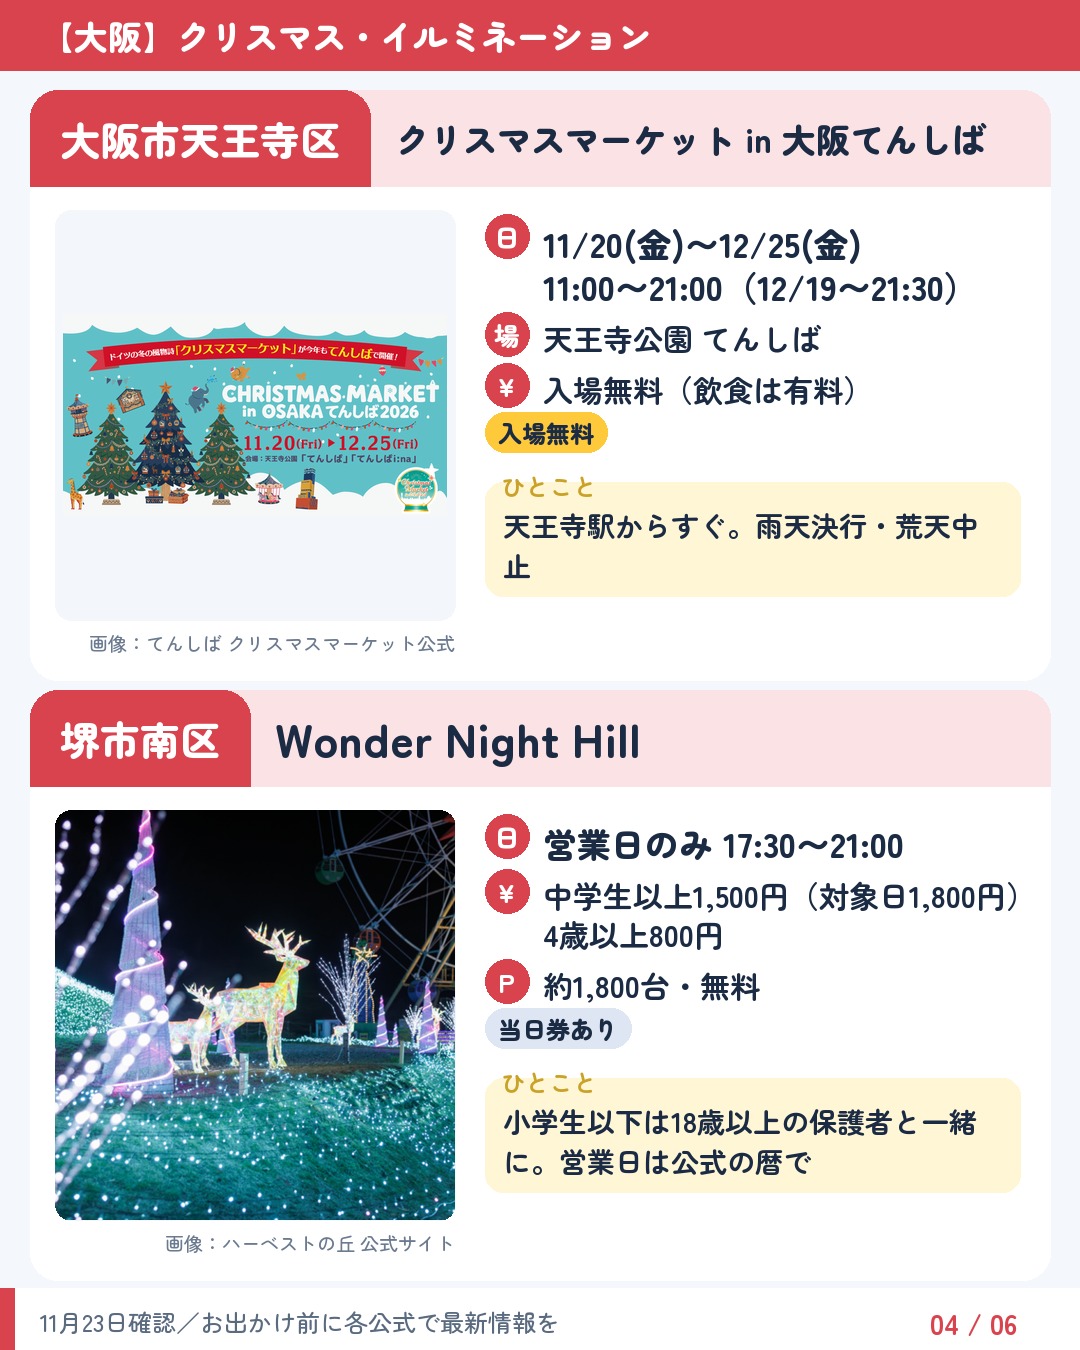 【大阪】クリスマス・イルミネーション
大阪市天王寺区
クリスマスマーケット in 大阪てんしば
ドイツの冬の風物詩「クリスマスマーケット」が今年もてんしばで開催！
CHRISTMAS MARKET
in OSAKA てんしば2026
11.20(Fri) ▶ 12.25(Fri)
会場：天王寺公園「てんしば」「てんしばi:na」
画像：てんしば クリスマスマーケット公式
日 11/20(金)〜12/25(金)
11:00〜21:00（12/19〜21:30）
場 天王寺公園 てんしば
¥ 入場無料（飲食は有料）
入場無料
ひとこと
天王寺駅からすぐ。雨天決行・荒天中
止
堺市南区
Wonder Night Hill
画像：ハーベストの丘 公式サイト
日 営業日のみ 17:30〜21:00
¥ 中学生以上1,500円（対象日1,800円）
4歳以上800円
P 約1,800台・無料
当日券あり
ひとこと
小学生以下は18歳以上の保護者と一緒
に。営業日は公式の暦で
11月23日確認／お出かけ前に各公式で最新情報を
04 / 06